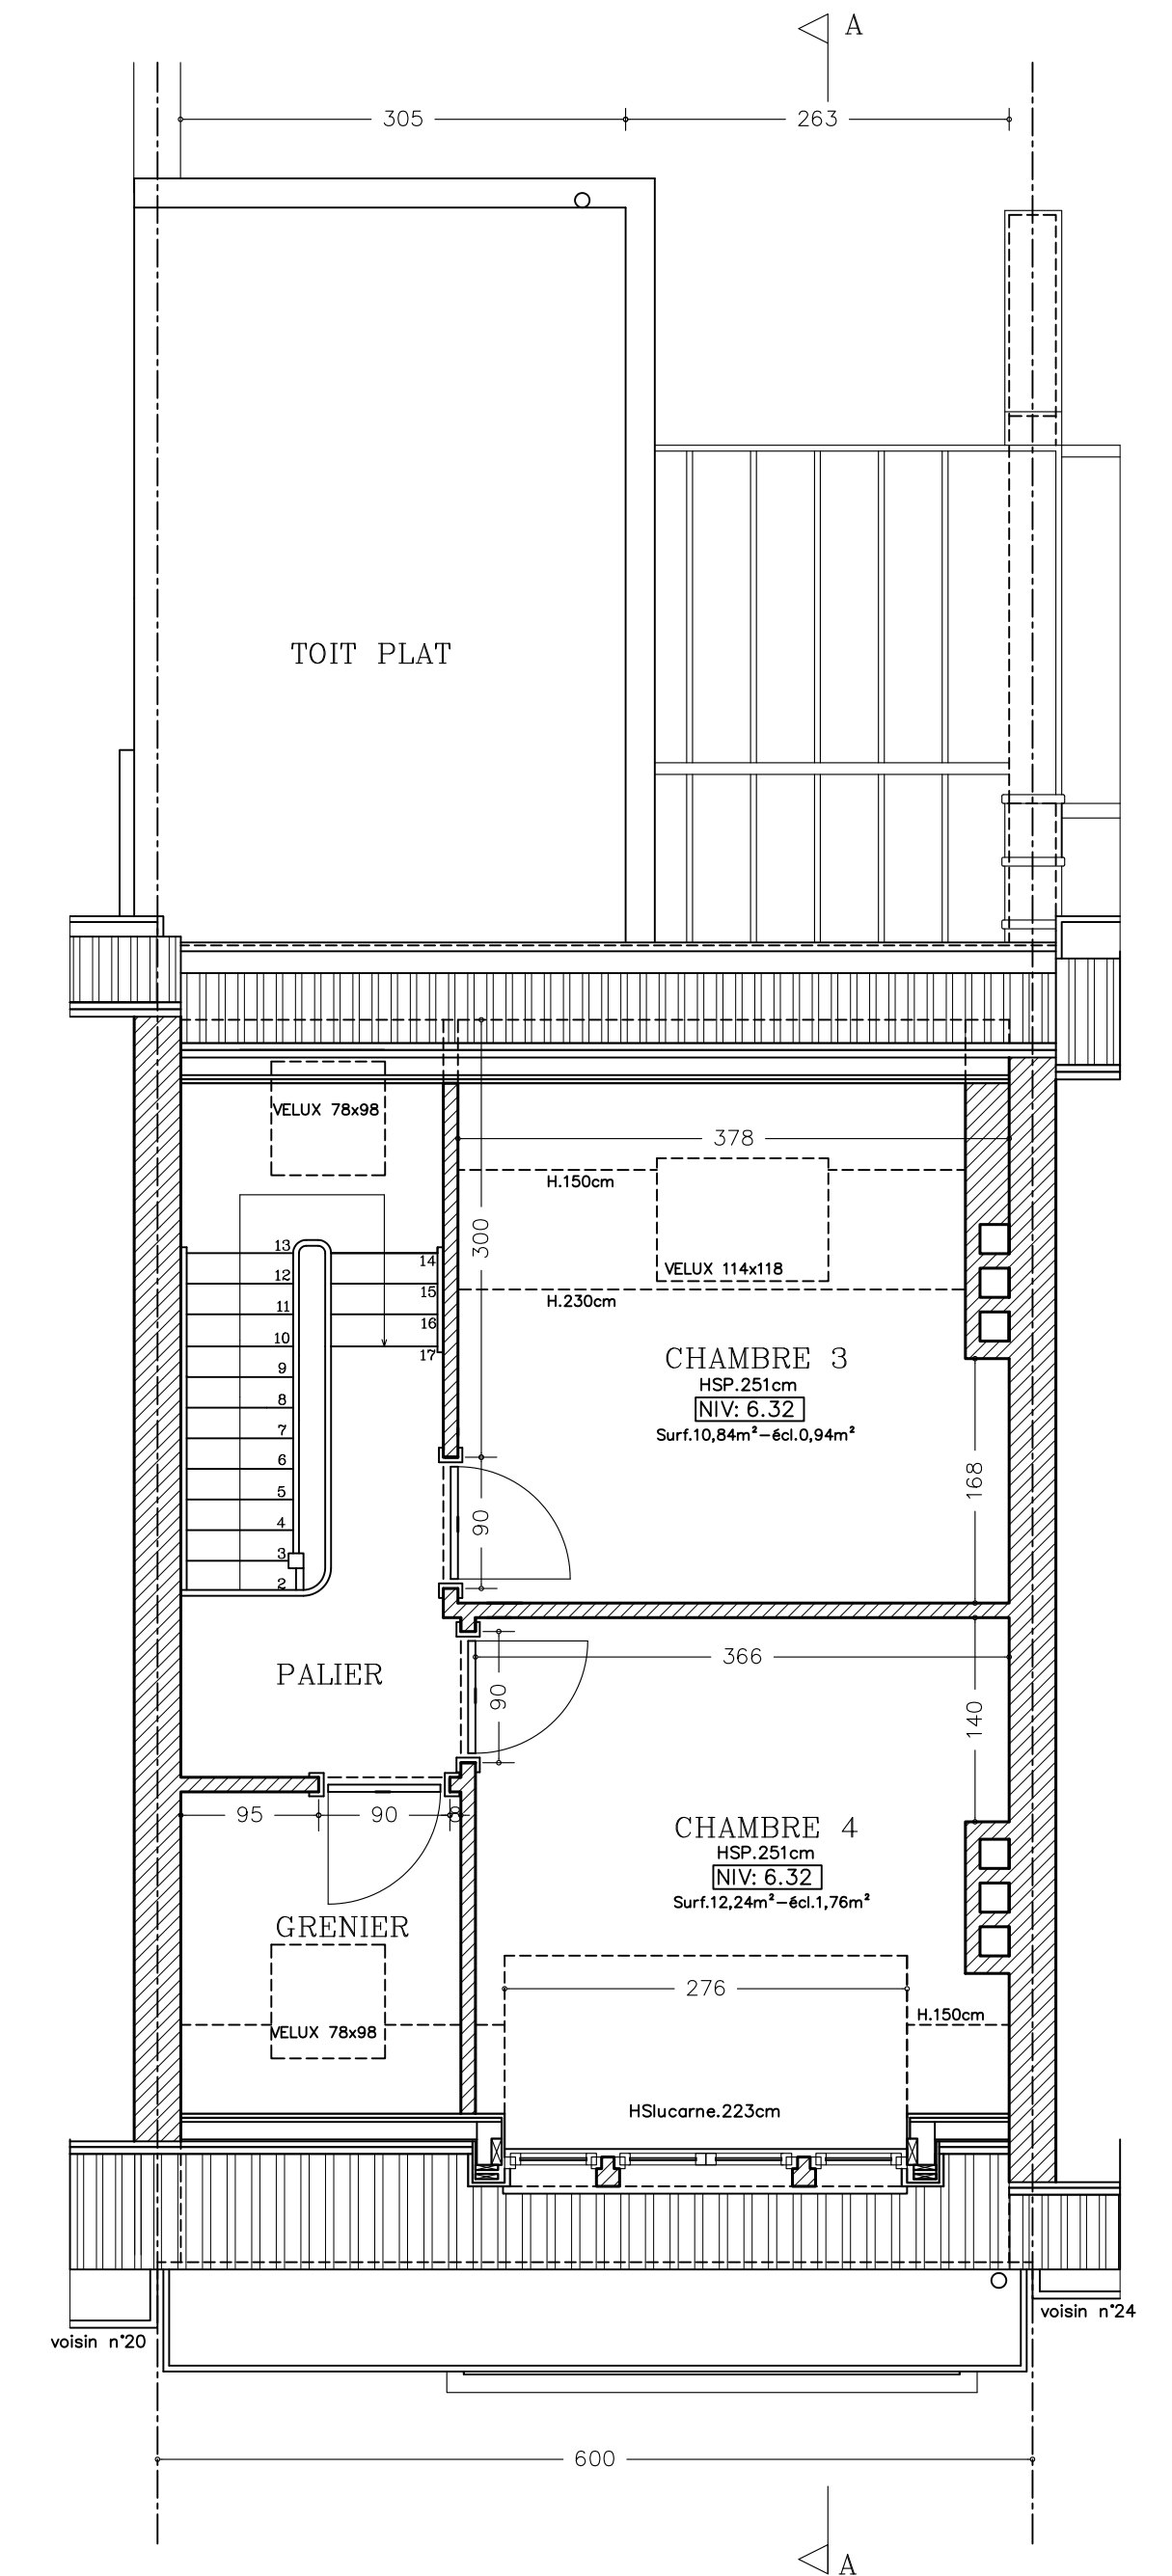 A
305
263
TOIT PLAT
VELUX 78x98
378
H.150cm
300
VELUX 114x118
H.230cm
13
14
12
15
11
16
10
17
9
8
7
6
5
4
3
2
CHAMBRE 3
HSP.251cm
NIV: 6.32
Surf.10,84m²-écl.0,94m²
168
90
PALIER
366
90
140
95
90
8
CHAMBRE 4
HSP.251cm
NIV: 6.32
Surf.12,24m²-écl.1,76m²
GRENIER
276
H.150cm
VELUX 78x98
HSlucarne.223cm
voisin n°20
voisin n°24
600
A